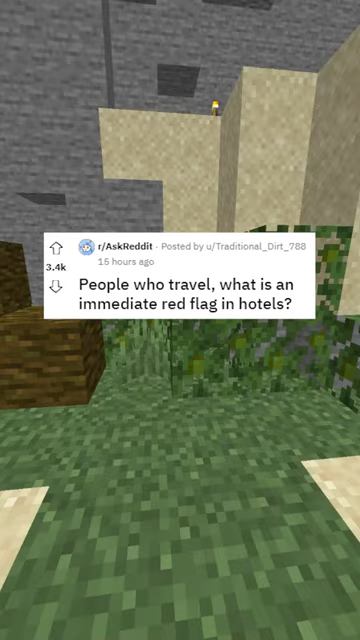 r/AskReddit · Posted by u/Traditional_Dirt_788
15 hours ago
3.4k
People who travel, what is an
immediate red flag in hotels?